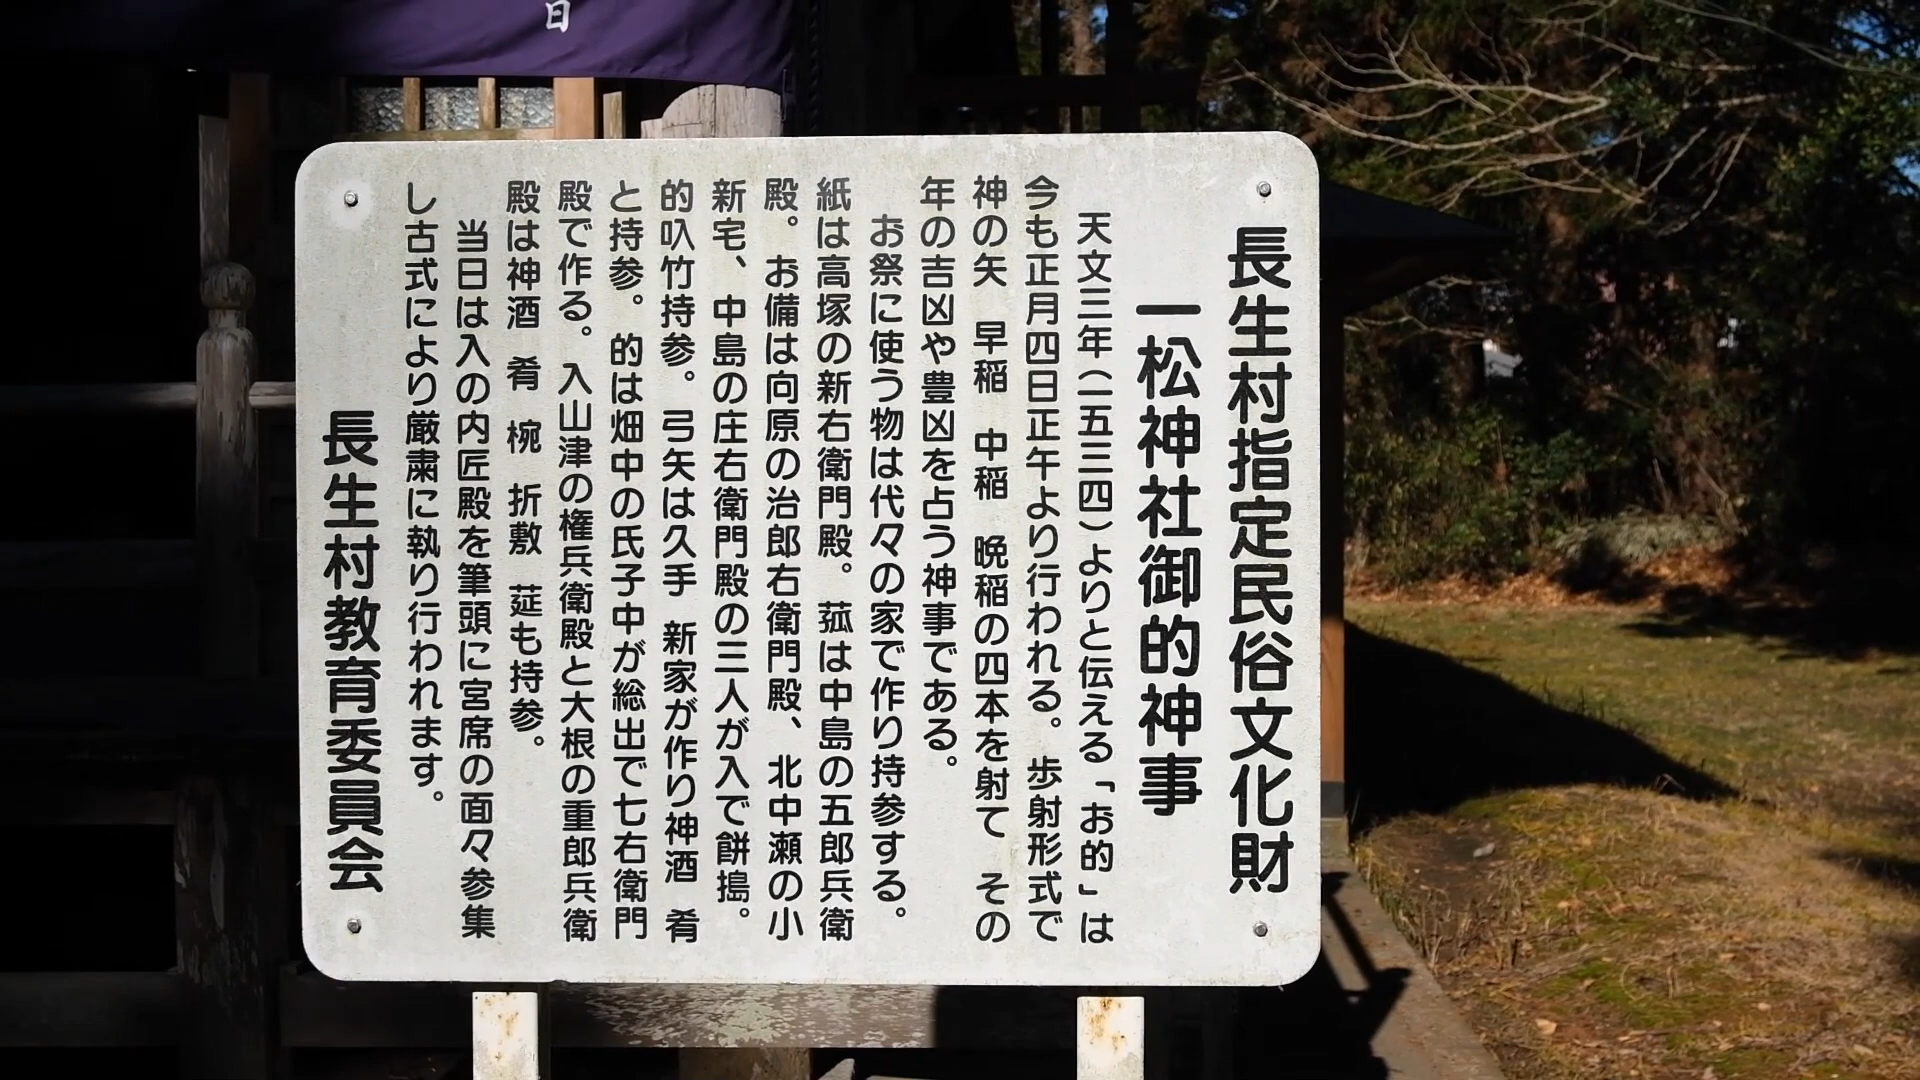 長生村指定民俗文化財
一松神社御的神事
天文三年(一五三四)よりと伝える「お的」は
今も正月四日正午より行われる。歩射形式で
神の矢 早稲 中稲 晩稲の四本を射て その
年の吉凶や豊凶を占う神事である。
お祭に使う物は代々の家で作り持参する。
紙は高塚の新右衛門殿。菰は中島の五郎兵衛
殿。お備は向原の治郎右衛門殿、北中瀬の小
新宅、中島の庄右衛門殿の三人が入で餅搗。
的の叺竹持参。弓矢は久手 新家が作り神酒 肴
と持参。的は畑中の氏子中が総出で七右衛門
殿で作る。入山津の権兵衛殿と大根の重郎兵衛
殿は神酒 肴 椀 折敷 莚も持参。
当日は入の内匠殿を筆頭に宮席の面々参集
し古式により厳粛に執り行われます。
長生村教育委員会
日